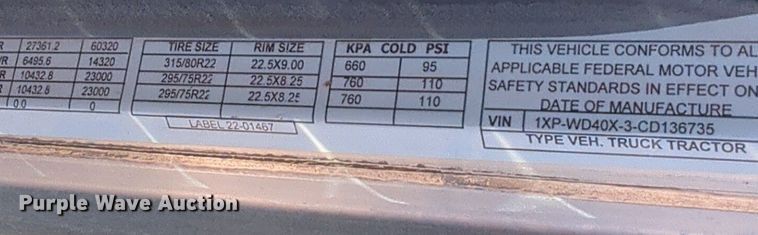 R 27361.2 60320
VR 6495.6 14320
R 10432.8 23000
R 10432.8 23000
0.0 0
TIRE SIZE RIM SIZE
315/80R22 22.5X9.00
295/75R22 22.5X8.25
295/75R22 22.5X8.25
LABEL 22-01467
KPA COLD PSI
660 95
760 110
760 110
THIS VEHICLE CONFORMS TO AL
APPLICABLE FEDERAL MOTOR VEH
SAFETY STANDARDS IN EFFECT ON
DATE OF MANUFACTURE
VIN 1XP-WD40X-3-CD136735
TYPE VEH. TRUCK TRACTOR
Purple Wave Auction